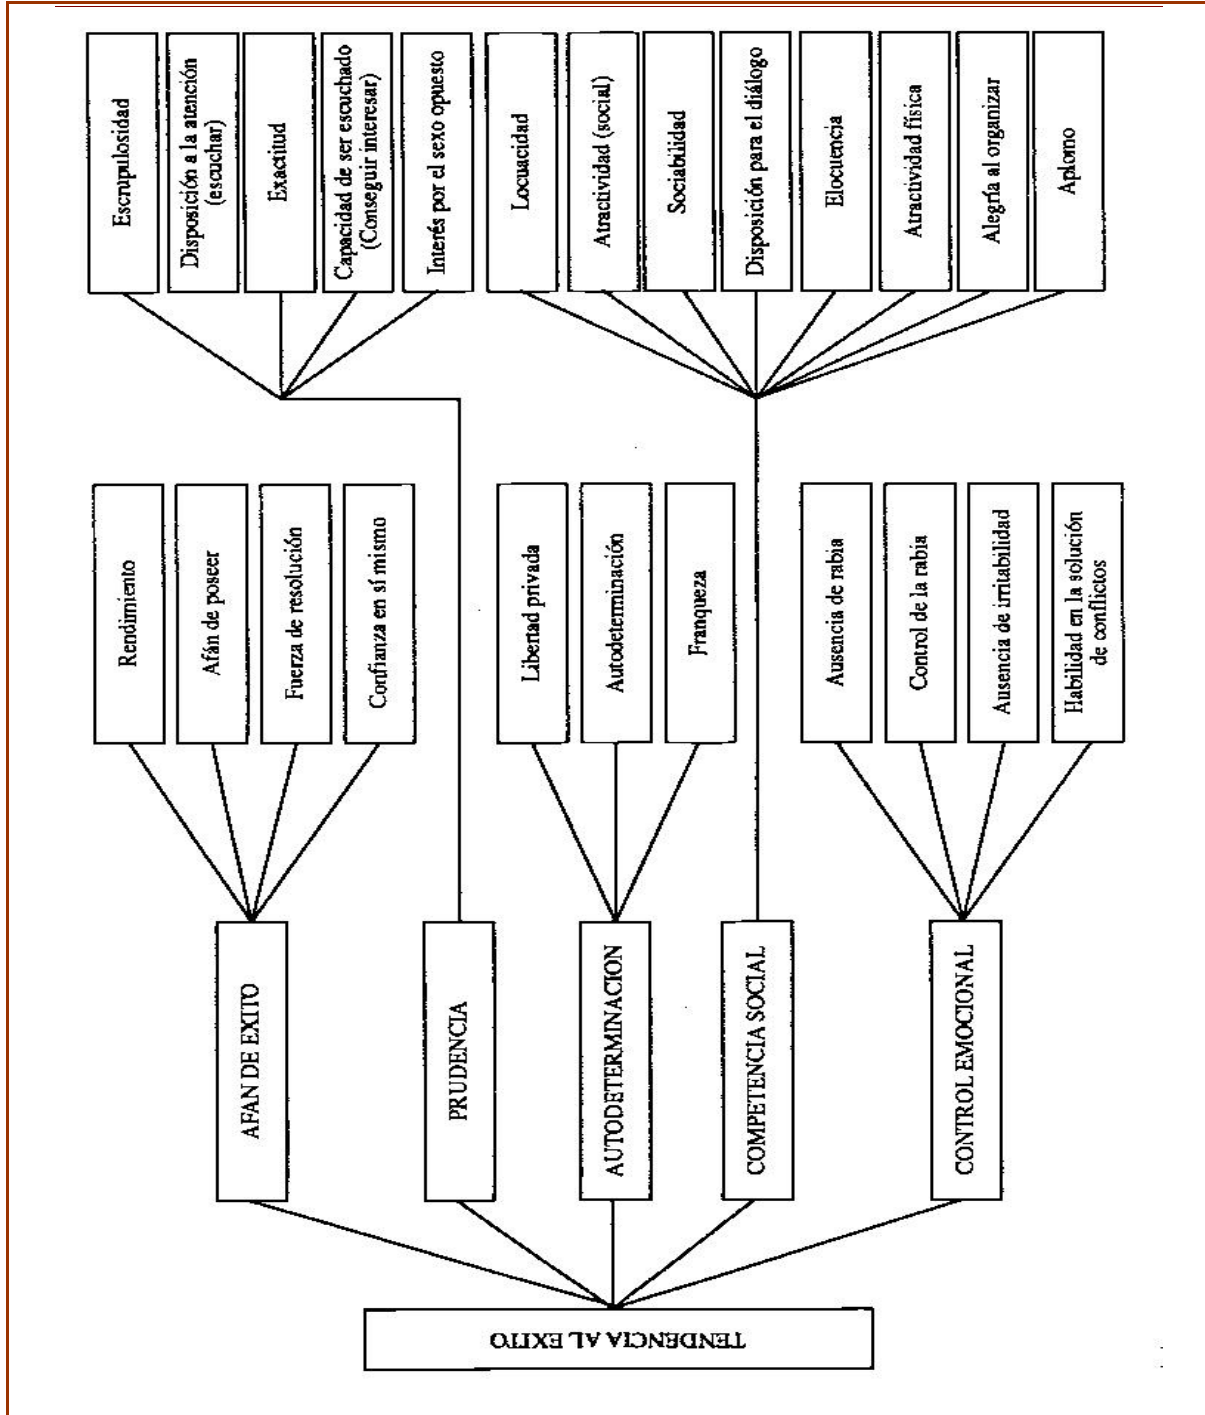 Escrupulosidad
Disposición a la atención
(escuchar)
Exactitud
Capacidad de ser escuchado
(Conseguir interesar)
Interés por el sexo opuesto
Locuacidad
Atractividad (social)
Sociabilidad
Disposición para el diálogo
Elocuencia
Atractividad física
Alegría al organizar
Aplomo
Rendimiento
Afán de poseer
Fuerza de resolución
Confianza en sí mismo
Libertad privada
Autodeterminación
Franqueza
Ausencia de rabia
Control de la rabia
Ausencia de irritabilidad
Habilidad en la solución
de conflictos
AFAN DE EXITO
PRUDENCIA
AUTODETERMINACION
COMPETENCIA SOCIAL
CONTROL EMOCIONAL
TENDENCIA AL EXITO